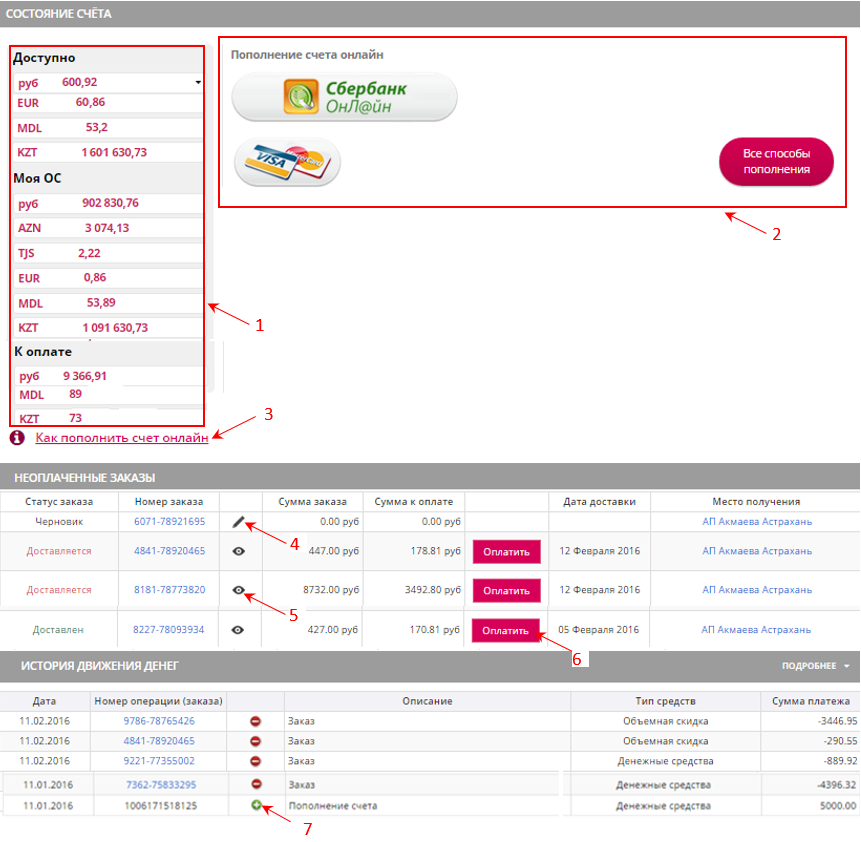 СОСТОЯНИЕ СЧЁТА
Доступно
руб 600,92
EUR 60,86
MDL 53,2
KZT 1 601 630,73
Моя ОС
руб 902 830,76
AZN 3 074,13
TJS 2,22
EUR 0,86
MDL 53,89
KZT 1 091 630,73
К оплате
руб 9 366,91
MDL 89
KZT 73
1
Пополнение счета онлайн
Сбербанк
ОнЛ@йн
VISA MasterCard
Все способы
пополнения
2
3
Как пополнить счет онлайн
НЕОПЛАЧЕННЫЕ ЗАКАЗЫ
Статус заказа Номер заказа Сумма заказа Сумма к оплате Дата доставки Место получения
Черновик 6071-78921695 0.00 руб 0.00 руб АП Акмаева Астрахань
4
Доставляется 4841-78920465 447.00 руб 178.81 руб Оплатить 12 Февраля 2016 АП Акмаева Астрахань
Доставляется 8181-78773820 8732.00 руб 3492.80 руб Оплатить 12 Февраля 2016 АП Акмаева Астрахань
5
Доставлен 8227-78093934 427.00 руб 170.81 руб Оплатить 05 Февраля 2016 АП Акмаева Астрахань
6
ИСТОРИЯ ДВИЖЕНИЯ ДЕНЕГ ПОДРОБНЕЕ
Дата Номер операции (заказа) Описание Тип средств Сумма платежа
11.02.2016 9786-78765426 Заказ Объемная скидка -3446.95
11.02.2016 4841-78920465 Заказ Объемная скидка -290.55
11.02.2016 9221-77355002 Заказ Денежные средства -889.92
11.01.2016 7362-75833295 Заказ Денежные средства -4396.32
11.01.2016 1006171518125 Пополнение счета Денежные средства 5000.00
7